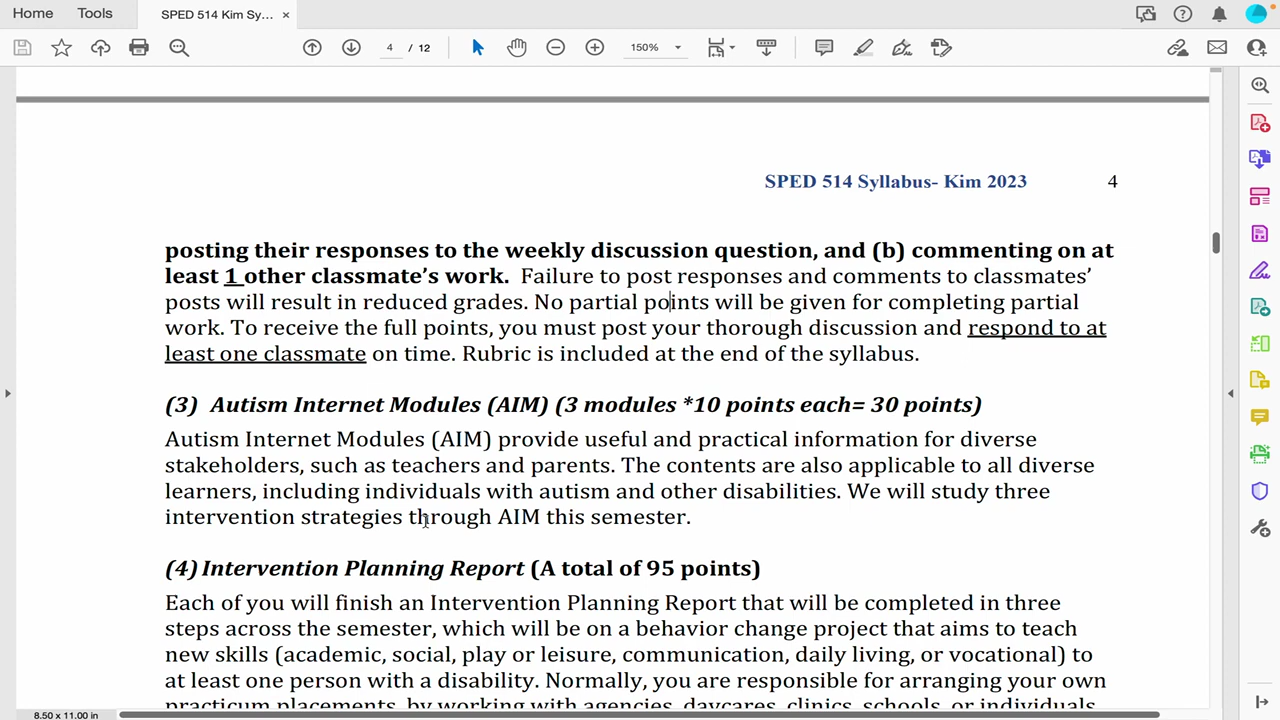 Home
Tools
SPED 514 Kim Sy... ×
4 / 12
150%
SPED 514 Syllabus- Kim 2023 4
posting their responses to the weekly discussion question, and (b) commenting on at
least 1 other classmate’s work. Failure to post responses and comments to classmates’
posts will result in reduced grades. No partial points will be given for completing partial
work. To receive the full points, you must post your thorough discussion and respond to at
least one classmate on time. Rubric is included at the end of the syllabus.
(3) Autism Internet Modules (AIM) (3 modules *10 points each= 30 points)
Autism Internet Modules (AIM) provide useful and practical information for diverse
stakeholders, such as teachers and parents. The contents are also applicable to all diverse
learners, including individuals with autism and other disabilities. We will study three
intervention strategies through AIM this semester.
(4) Intervention Planning Report (A total of 95 points)
Each of you will finish an Intervention Planning Report that will be completed in three
steps across the semester, which will be on a behavior change project that aims to teach
new skills (academic, social, play or leisure, communication, daily living, or vocational) to
at least one person with a disability. Normally, you are responsible for arranging your own
practicum placements, by working with agencies, daycares, clinics, schools, or individuals
8.50 x 11.00 in